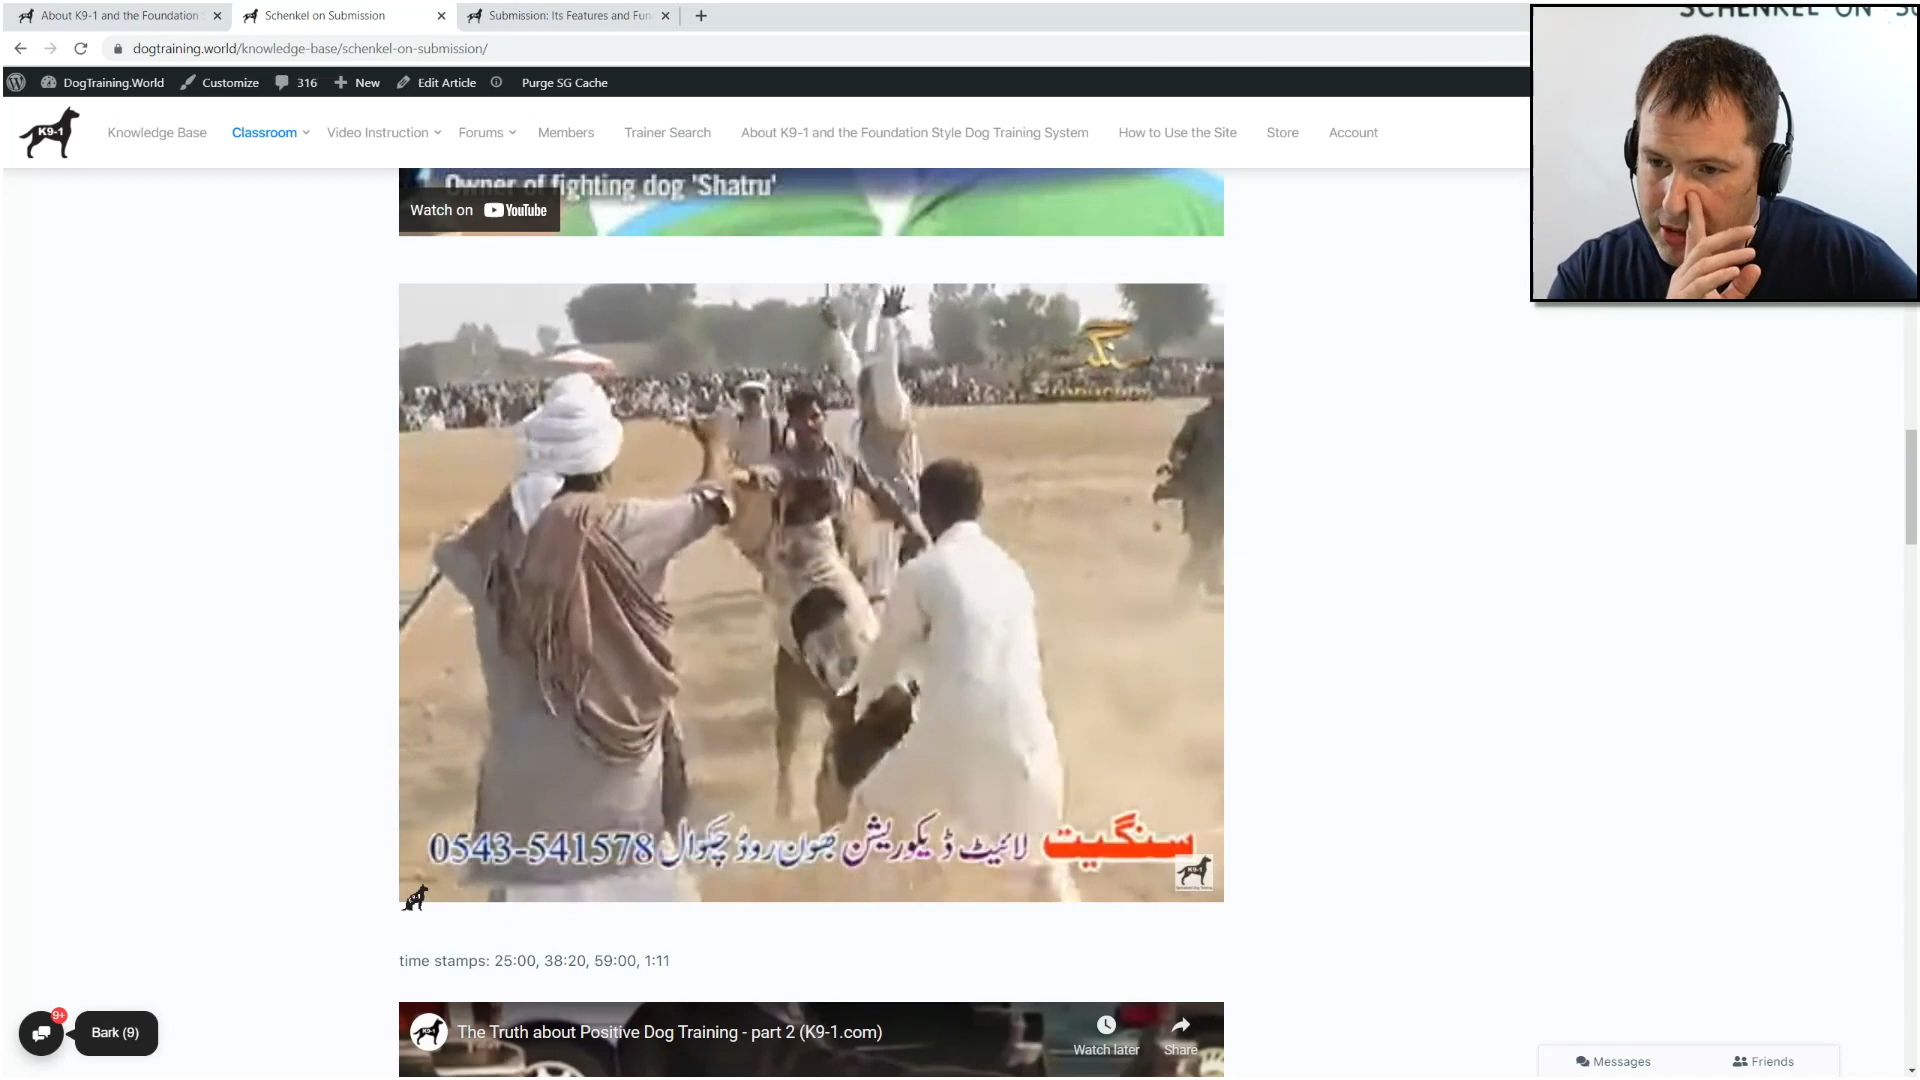 About K9-1 and the Foundation S
Schenkel on Submission
Submission: Its Features and Fun
dogtraining.world/knowledge-base/schenkel-on-submission/
DogTraining.World
Customize
316
New
Edit Article
Purge SG Cache
SCHENKEL ON
K9-1
Knowledge Base
Classroom
Video Instruction
Forums
Members
Trainer Search
About K9-1 and the Foundation Style Dog Training System
How to Use the Site
Store
Account
Owner of fighting dog 'Shatru'
Watch on YouTube
سنگیت لائیٹ ڈیکوریشن بھون روڈ چکوال 0543-541578
time stamps: 25:00, 38:20, 59:00, 1:11
The Truth about Positive Dog Training - part 2 (K9-1.com)
Watch later
Share
9+
Bark (9)
Messages
Friends